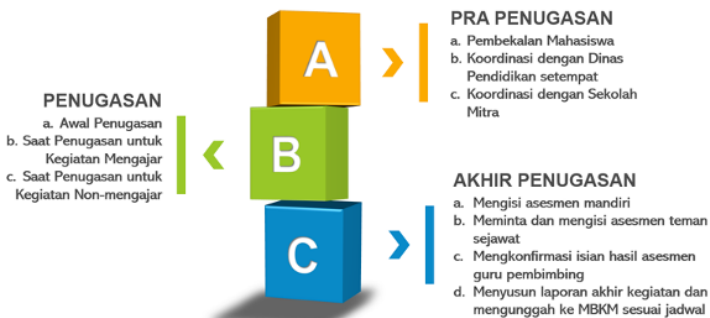 A
PRA PENUGASAN
a. Pembekalan Mahasiswa
b. Koordinasi dengan Dinas
Pendidikan setempat
c. Koordinasi dengan Sekolah
Mitra
B
PENUGASAN
a. Awal Penugasan
b. Saat Penugasan untuk
Kegiatan Mengajar
c. Saat Penugasan untuk
Kegiatan Non-mengajar
C
AKHIR PENUGASAN
a. Mengisi asesmen mandiri
b. Meminta dan mengisi asesmen teman
sejawat
c. Mengkonfirmasi isian hasil asesmen
guru pembimbing
d. Menyusun laporan akhir kegiatan dan
mengunggah ke MBKM sesuai jadwal